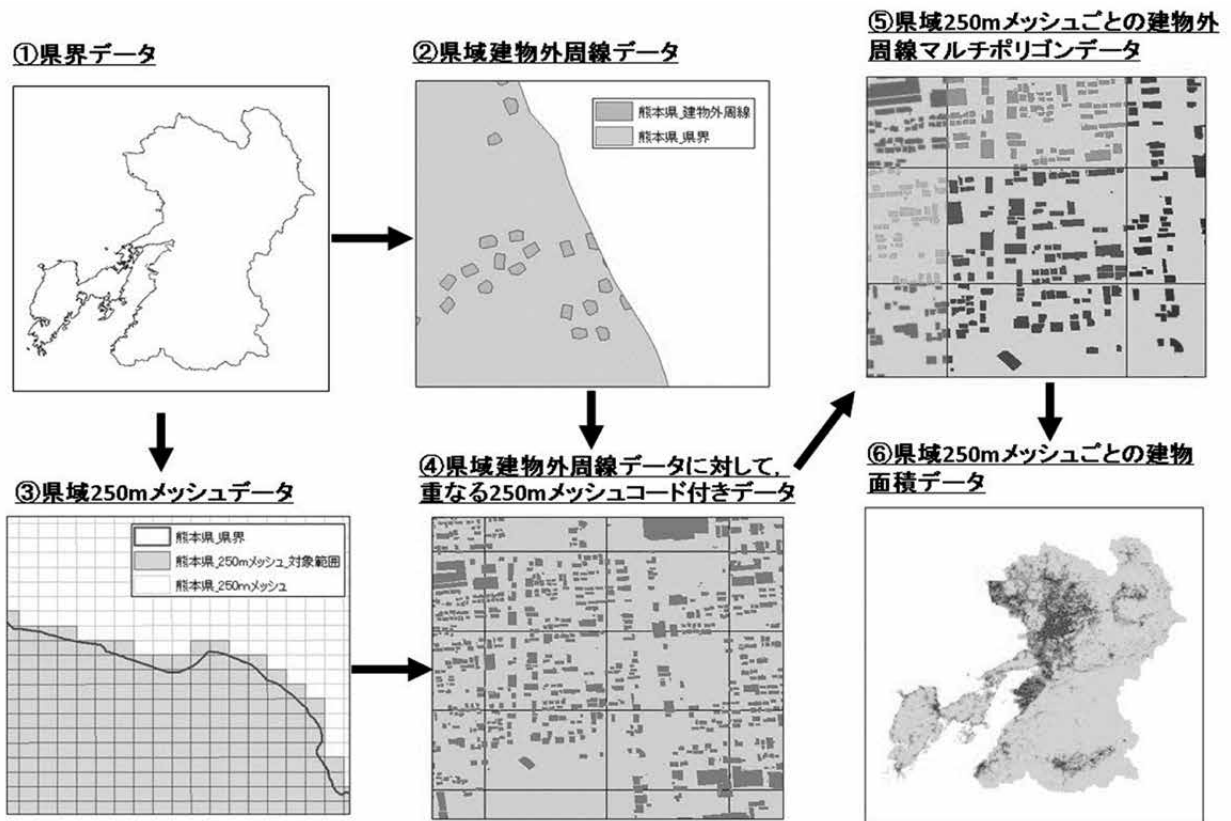 ①県界データ
②県域建物外周線データ
熊本県_建物外周線
熊本県_県界
③県域250mメッシュデータ
熊本県_県界
熊本県_250mメッシュ_対象範囲
熊本県_250mメッシュ
④県域建物外周線データに対して，
重なる250mメッシュコード付きデータ
⑤県域250mメッシュごとの建物外
周線マルチポリゴンデータ
⑥県域250mメッシュごとの建物
面積データ